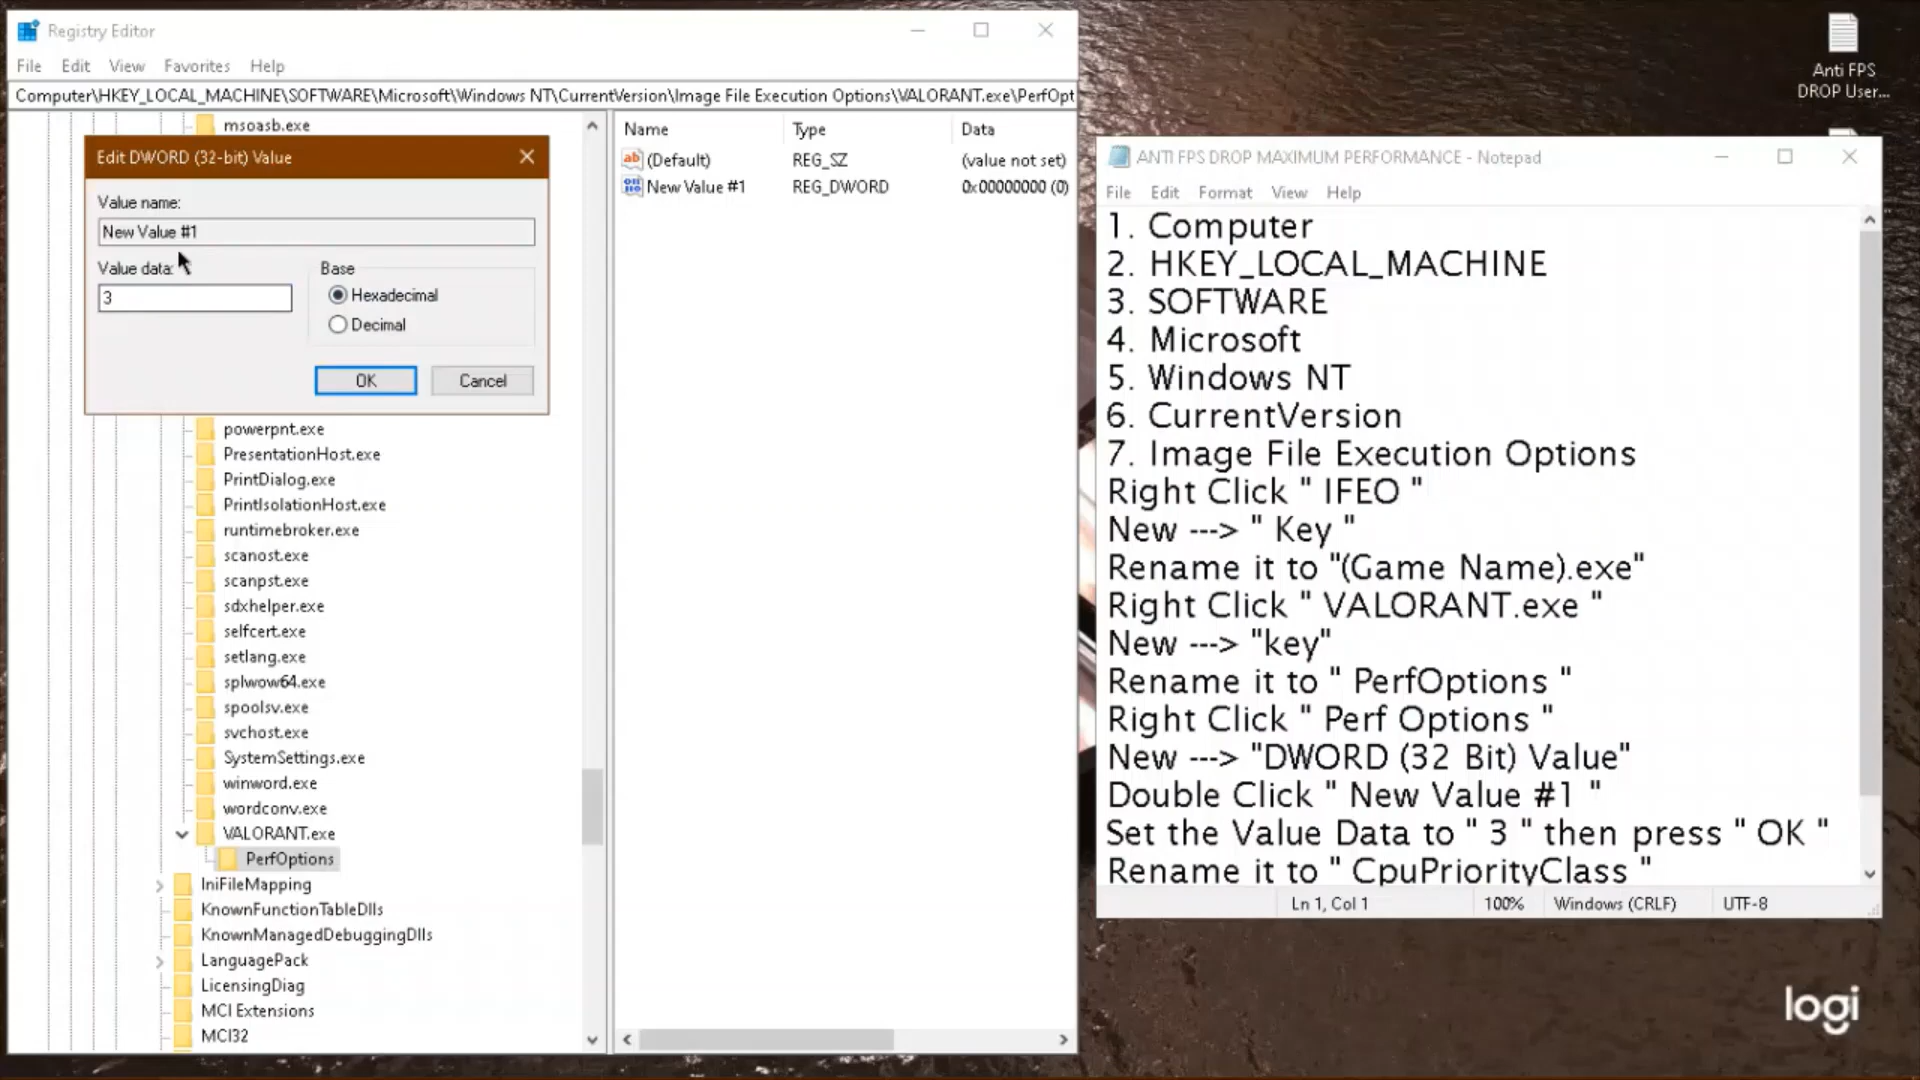 Registry Editor
File Edit View Favorites Help
Computer\HKEY_LOCAL_MACHINE\SOFTWARE\Microsoft\Windows NT\CurrentVersion\Image File Execution Options\VALORANT.exe\PerfOpt
msoasb.exe
Edit DWORD (32-bit) Value
Value name:
New Value #1
Value data:
3
Base
Hexadecimal
Decimal
OK
Cancel
powerpnt.exe
PresentationHost.exe
PrintDialog.exe
PrintIsolationHost.exe
runtimebroker.exe
scanost.exe
scanpst.exe
sdxhelper.exe
selfcert.exe
setlang.exe
splwow64.exe
spoolsv.exe
svchost.exe
SystemSettings.exe
winword.exe
wordconv.exe
VALORANT.exe
PerfOptions
IniFileMapping
KnownFunctionTableDlls
KnownManagedDebuggingDlls
LanguagePack
LicensingDiag
MCI Extensions
MCI32
Name Type Data
ab (Default) REG_SZ (value not set)
New Value #1 REG_DWORD 0x00000000 (0)
Anti FPS
DROP User...
ANTI FPS DROP MAXIMUM PERFORMANCE - Notepad
File Edit Format View Help
1. Computer
2. HKEY_LOCAL_MACHINE
3. SOFTWARE
4. Microsoft
5. Windows NT
6. CurrentVersion
7. Image File Execution Options
Right Click " IFEO "
New ---> " Key "
Rename it to "(Game Name).exe"
Right Click " VALORANT.exe "
New ---> "key"
Rename it to " PerfOptions "
Right Click " Perf Options "
New ---> "DWORD (32 Bit) Value"
Double Click " New Value #1 "
Set the Value Data to " 3 " then press " OK "
Rename it to " CpuPriorityClass "
Ln 1, Col 1 100% Windows (CRLF) UTF-8
logi